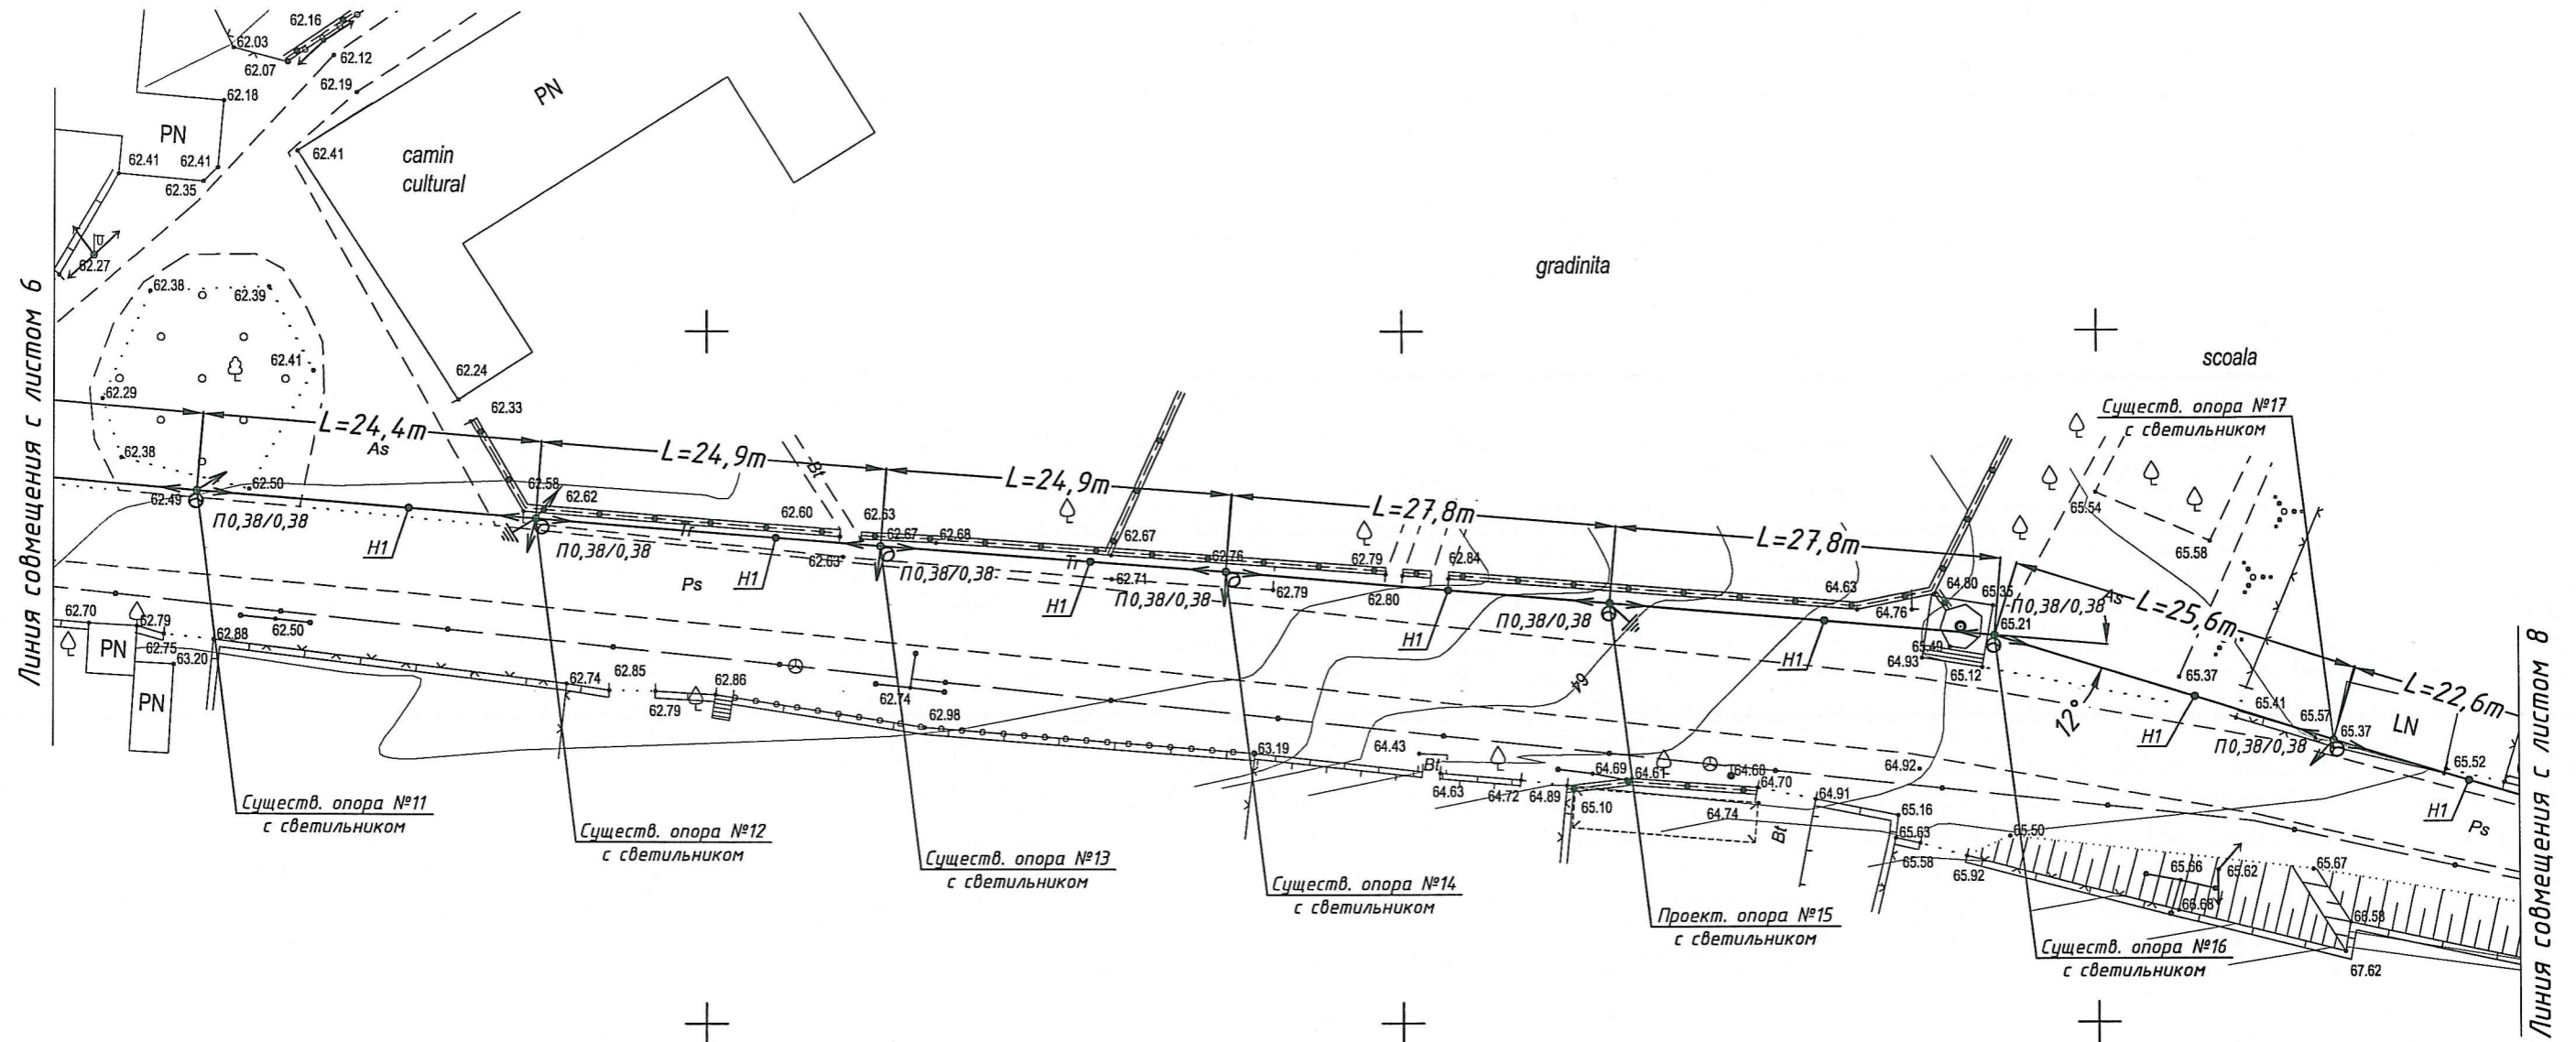 62.16
62.03
62.12
62.07
62.19
62.18
PN
PN
62.41
62.41
62.35
62.41
camin
cultural
62.27
62.38
62.39
62.41
62.29
62.38
gradinita
scoala
62.24
62.33
Линия совмещения с листом 6
L=24,4m
As
L=24,9m
Bt
L=24,9m
L=27,8m
L=27,8m
L=25,6m
As
L=22,6m
Существ. опора №17
с светильником
65.54
65.58
62.49
62.50
П0,38/0,38
H1
62.58
62.62
П0,38/0,38
Tr
62.60
62.63
62.63
H1
Ps
62.67
62.68
П0,38/0,38
62.67
Tr
62.71
H1
62.76
П0,38/0,38
62.79
62.79
62.80
62.84
H1
П0,38/0,38
64
64.63
64.76
64.80
H1
65.35
П0,38/0,38
65.21
65.49
64.93
65.12
12°
65.37
65.41
H1
65.57
65.37
П0,38/0,38
LN
65.52
H1
Ps
62.70
62.79
62.50
62.75
62.88
63.20
PN
PN
62.74
62.85
62.79
62.86
62.74
62.98
63.19
64.43
Bt
64.63
64.72
64.69
64.61
64.68
64.70
64.89
65.10
64.74
64.92
64.91
Bt
65.16
65.63
65.58
65.50
65.92
65.66
65.62
65.67
66.68
66.58
67.62
Существ. опора №11
с светильником
Существ. опора №12
с светильником
Существ. опора №13
с светильником
Существ. опора №14
с светильником
Проект. опора №15
с светильником
Существ. опора №16
с светильником
Линия совмещения с листом 8